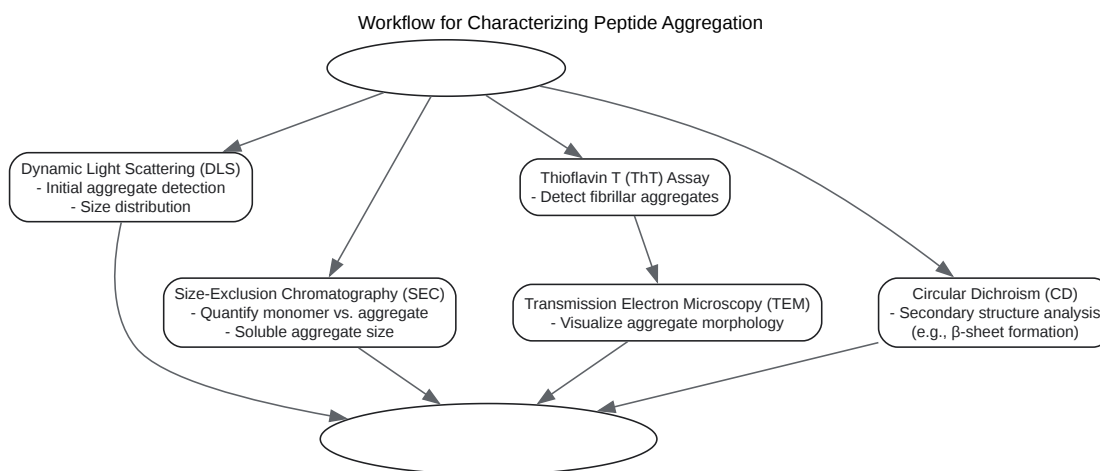 Workflow for Characterizing Peptide Aggregation
Dynamic Light Scattering (DLS)
- Initial aggregate detection
- Size distribution
Thioflavin T (ThT) Assay
- Detect fibrillar aggregates
Size-Exclusion Chromatography (SEC)
- Quantify monomer vs. aggregate
- Soluble aggregate size
Transmission Electron Microscopy (TEM)
- Visualize aggregate morphology
Circular Dichroism (CD)
- Secondary structure analysis
(e.g., β-sheet formation)